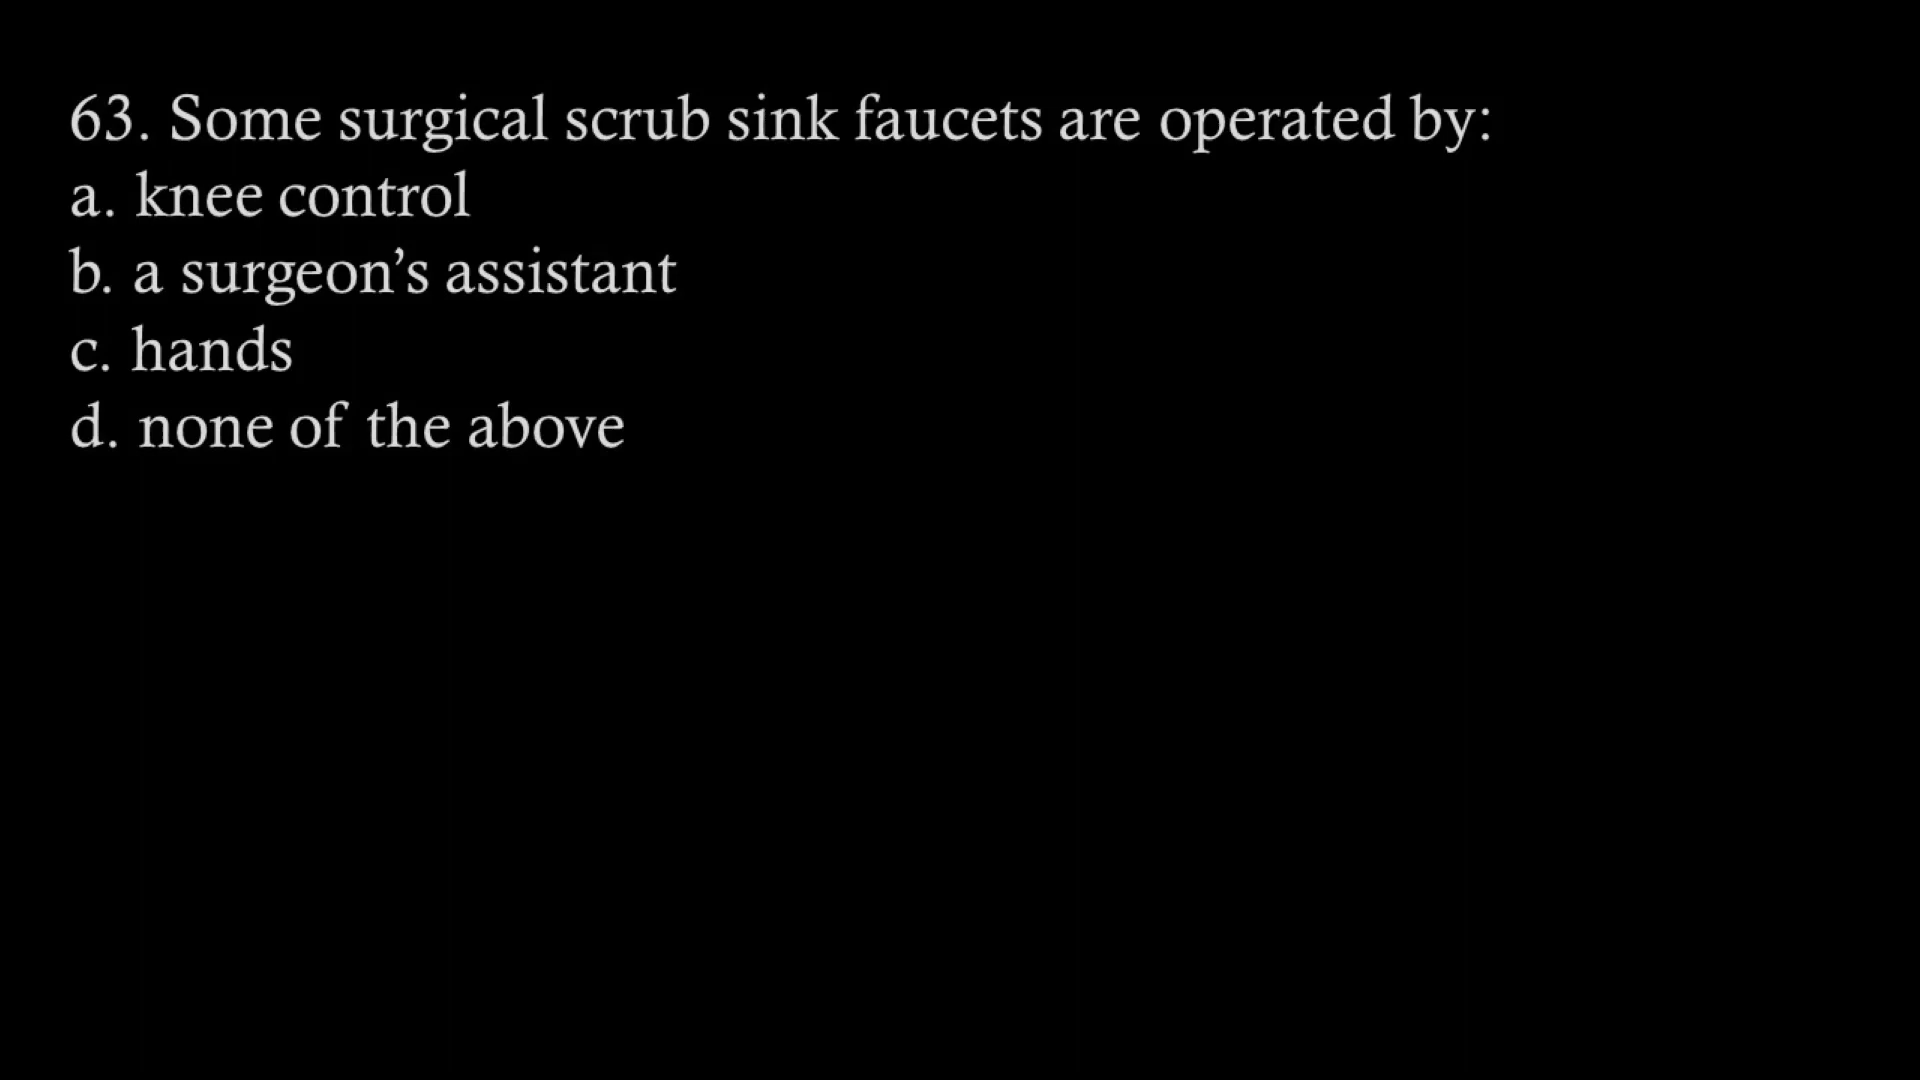 63. Some surgical scrub sink faucets are operated by:
a. knee control
b. a surgeon’s assistant
c. hands
d. none of the above